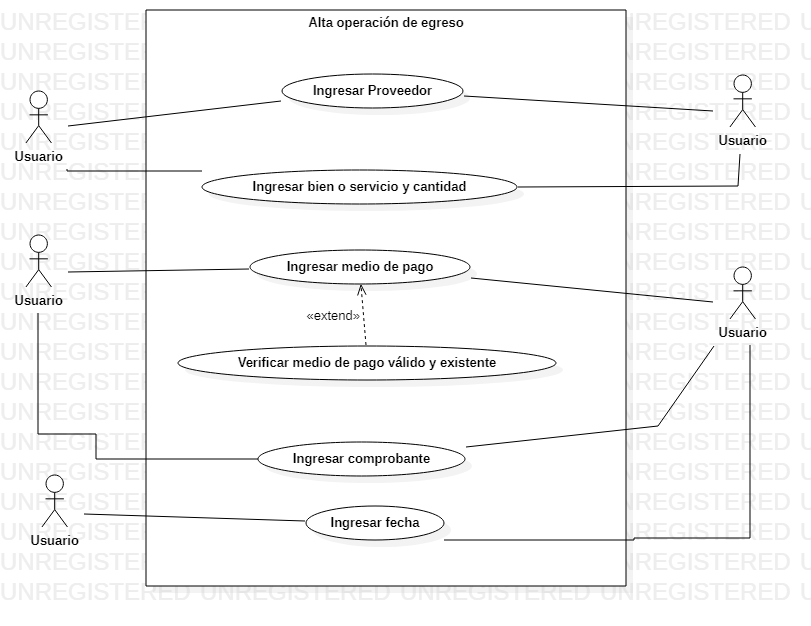 Alta operación de egreso
Ingresar Proveedor
Usuario
Usuario
Ingresar bien o servicio y cantidad
Ingresar medio de pago
Usuario
Usuario
«extend»
Verificar medio de pago válido y existente
Ingresar comprobante
Ingresar fecha
Usuario
UNREGISTERED UNREGISTERED UNREGISTERED UNREGISTERED